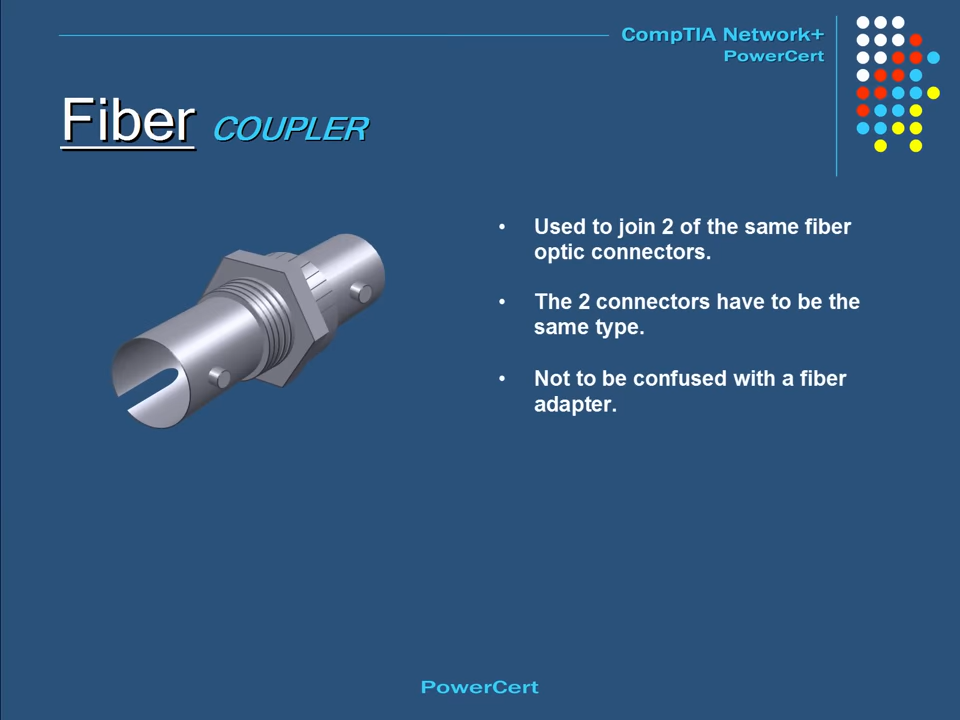 CompTIA Network+
PowerCert
Fiber COUPLER
• Used to join 2 of the same fiber
optic connectors.
• The 2 connectors have to be the
same type.
• Not to be confused with a fiber
adapter.
PowerCert